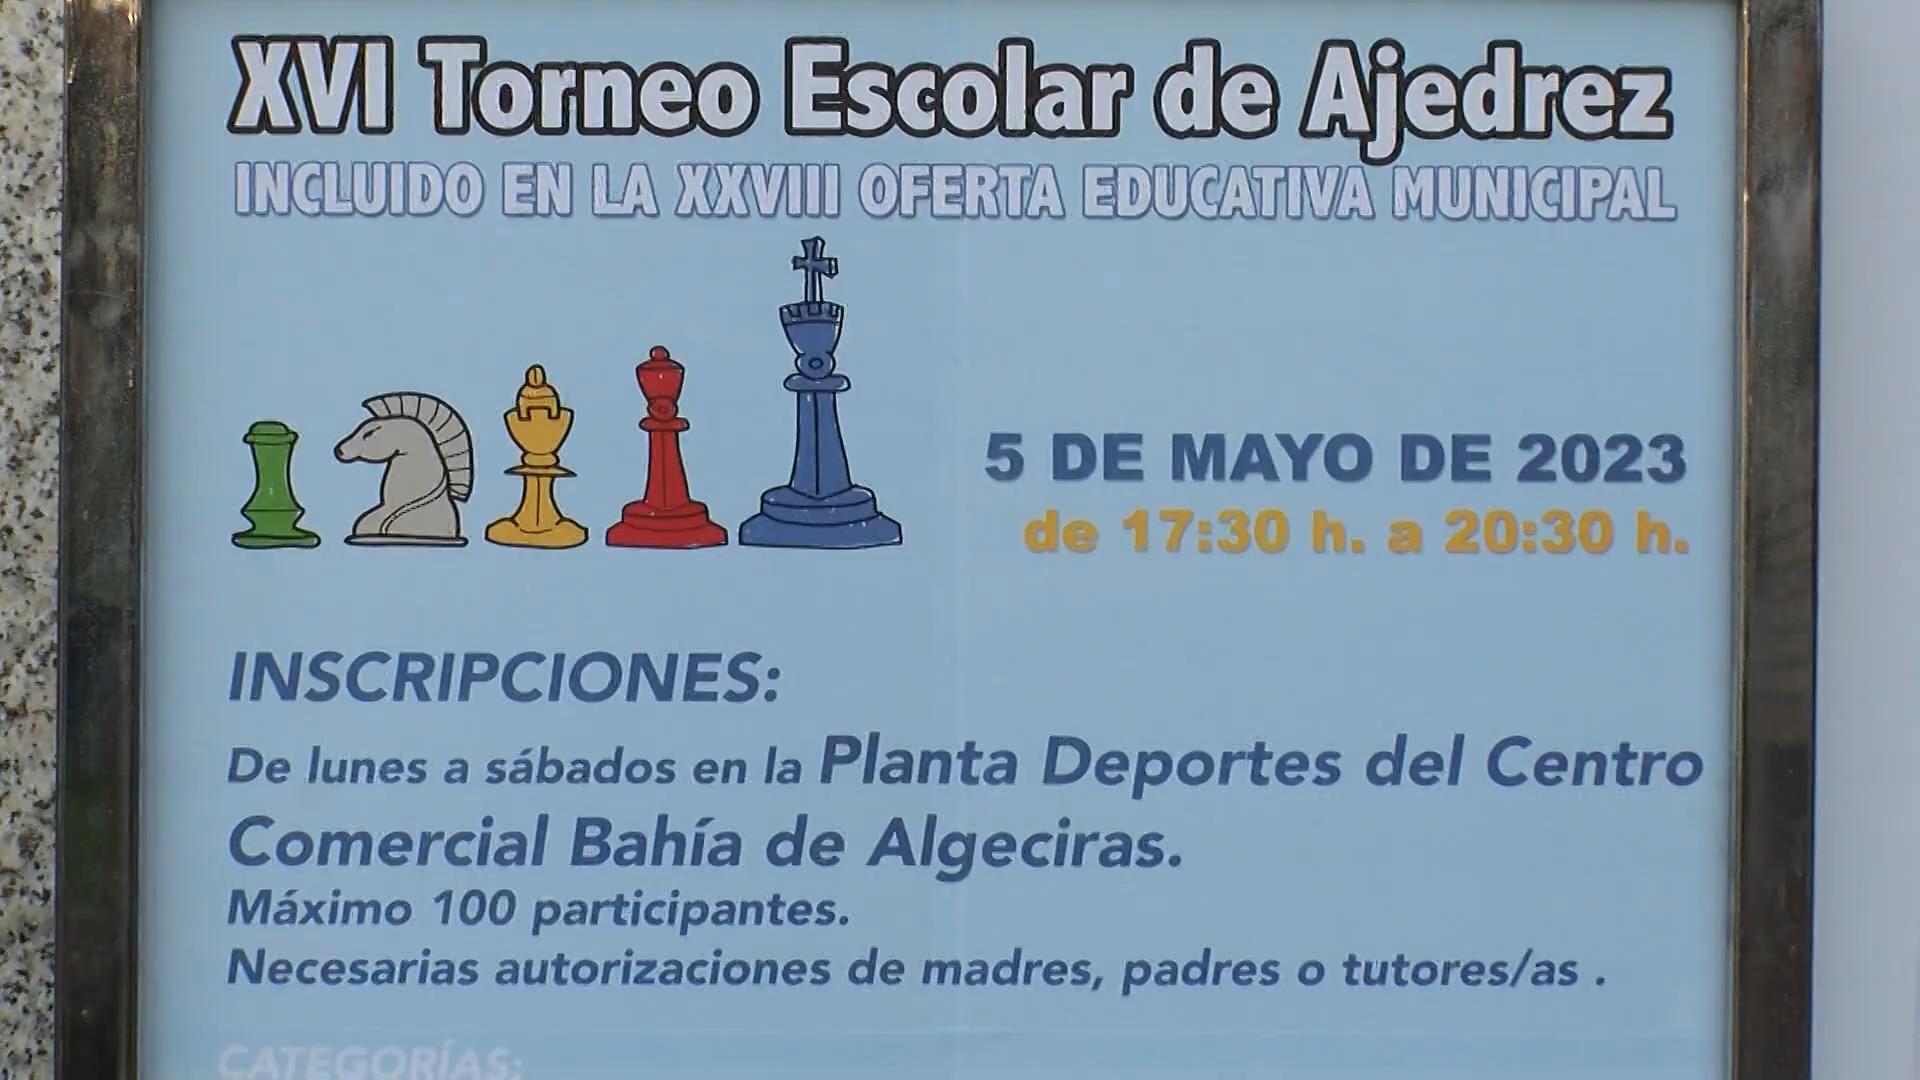 XVI Torneo Escolar de Ajedrez
INCLUIDO EN LA XXVIII OFERTA EDUCATIVA MUNICIPAL
5 DE MAYO DE 2023
de 17:30 h. a 20:30 h.
INSCRIPCIONES:
De lunes a sábados en la Planta Deportes del Centro
Comercial Bahía de Algeciras.
Máximo 100 participantes.
Necesarias autorizaciones de madres, padres o tutores/as .
CATEGORÍAS: